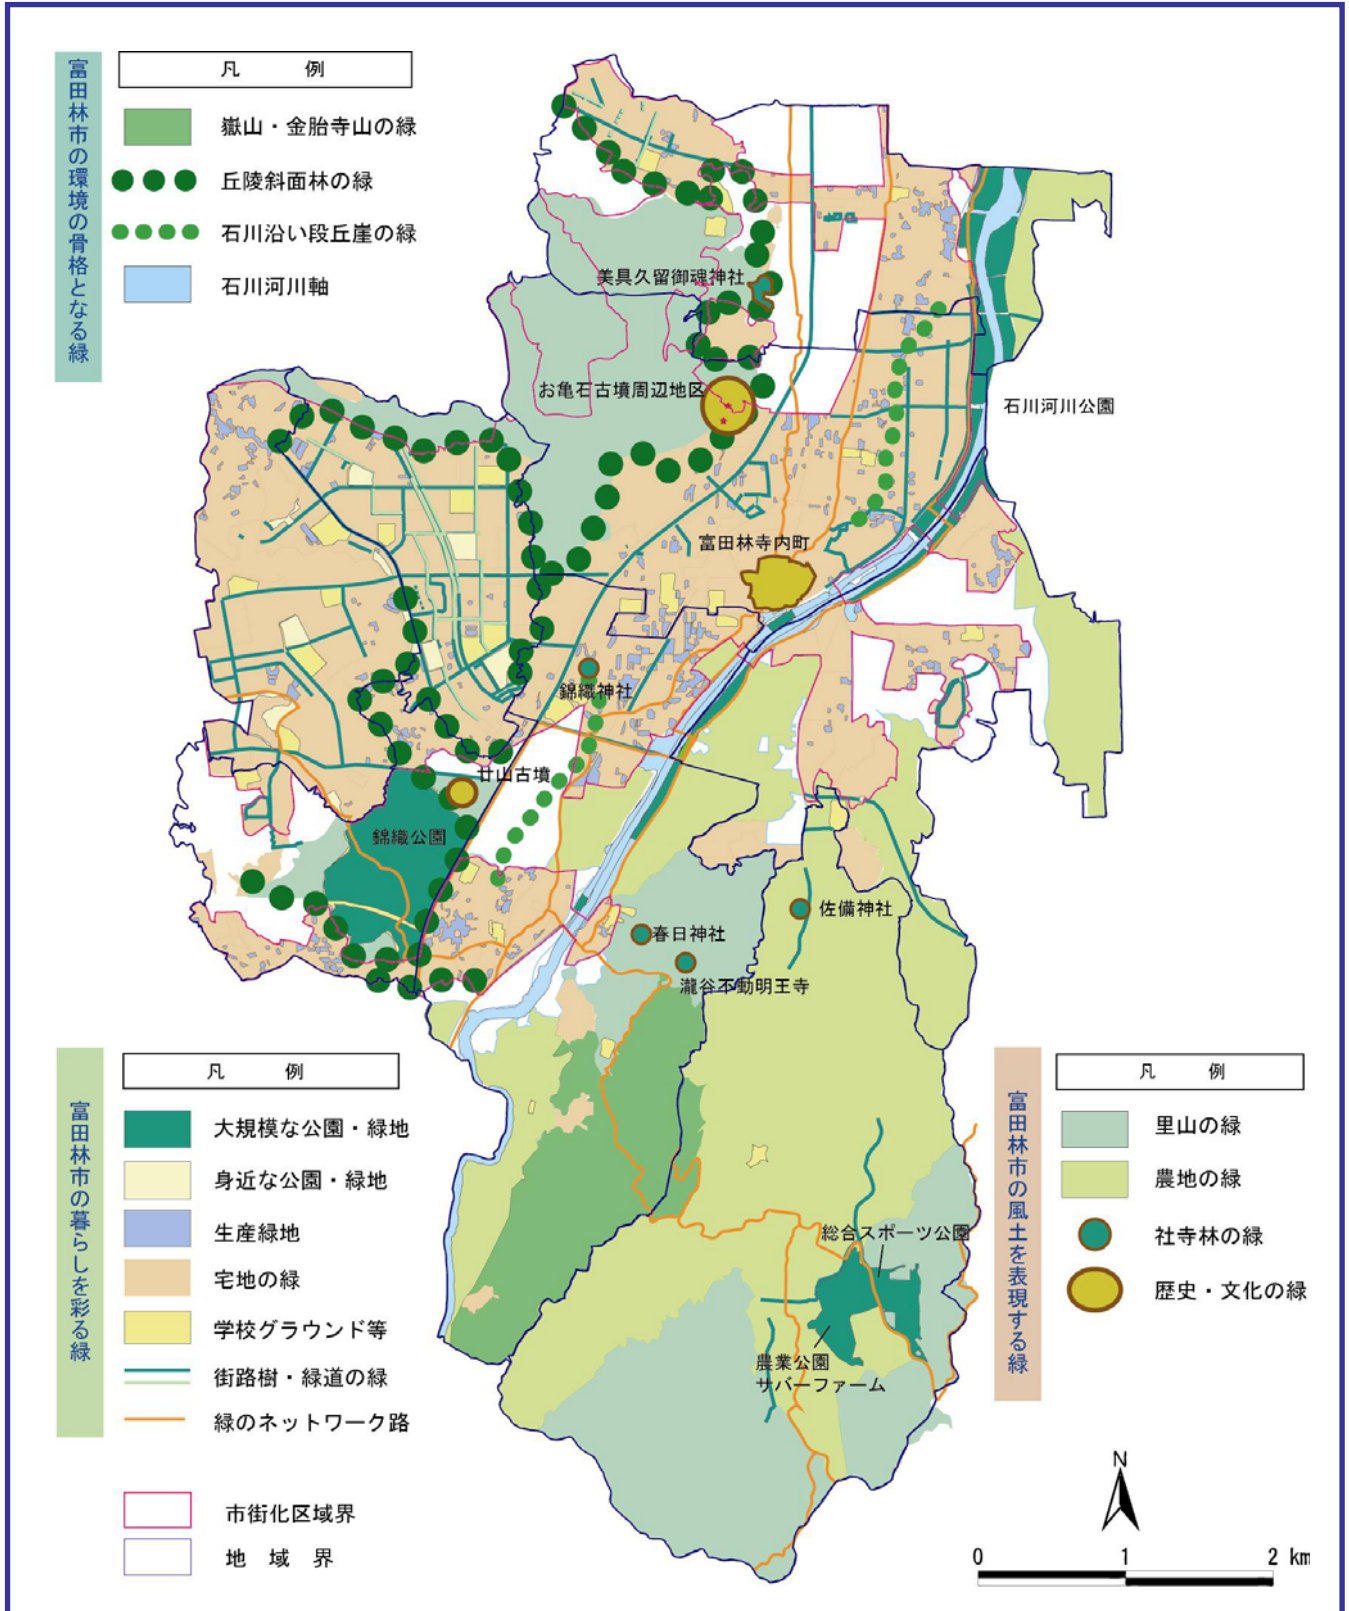 富田林市の環境の骨格となる緑
凡 例
嶽山・金胎寺山の緑
丘陵斜面林の緑
石川沿い段丘崖の緑
石川河川軸
美具久留御魂神社
お亀石古墳周辺地区
石川河川公園
富田林寺内町
錦織神社
廿山古墳
錦織公園
佐備神社
春日神社
瀧谷不動明王寺
総合スポーツ公園
農業公園
サバーファーム
富田林市の暮らしを彩る緑
凡 例
大規模な公園・緑地
身近な公園・緑地
生産緑地
宅地の緑
学校グラウンド等
街路樹・緑道の緑
緑のネットワーク路
市街化区域界
地 域 界
富田林市の風土を表現する緑
凡 例
里山の緑
農地の緑
社寺林の緑
歴史・文化の緑
N
0 1 2 km